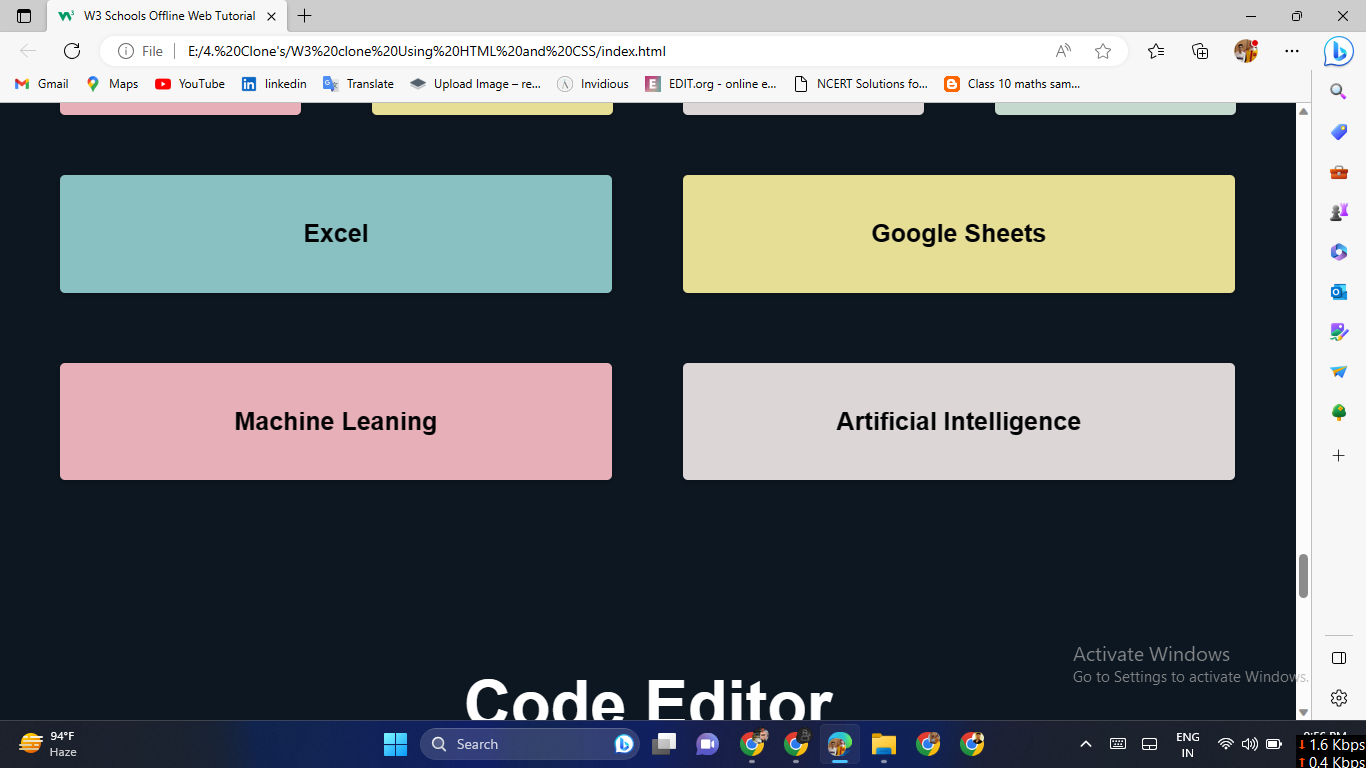 W3 Schools Offline Web Tutorial
File
E:/4.%20Clone's/W3%20clone%20Using%20HTML%20and%20CSS/index.html
Gmail
Maps
YouTube
linkedin
Translate
Upload Image – re...
Invidious
EDIT.org - online e...
NCERT Solutions fo...
Class 10 maths sam...
Excel
Google Sheets
Machine Leaning
Artificial Intelligence
Code Editor
Activate Windows
Go to Settings to activate Windows.
94°F
Haze
Search
ENG
IN
1.6 Kbps
0.4 Kbps